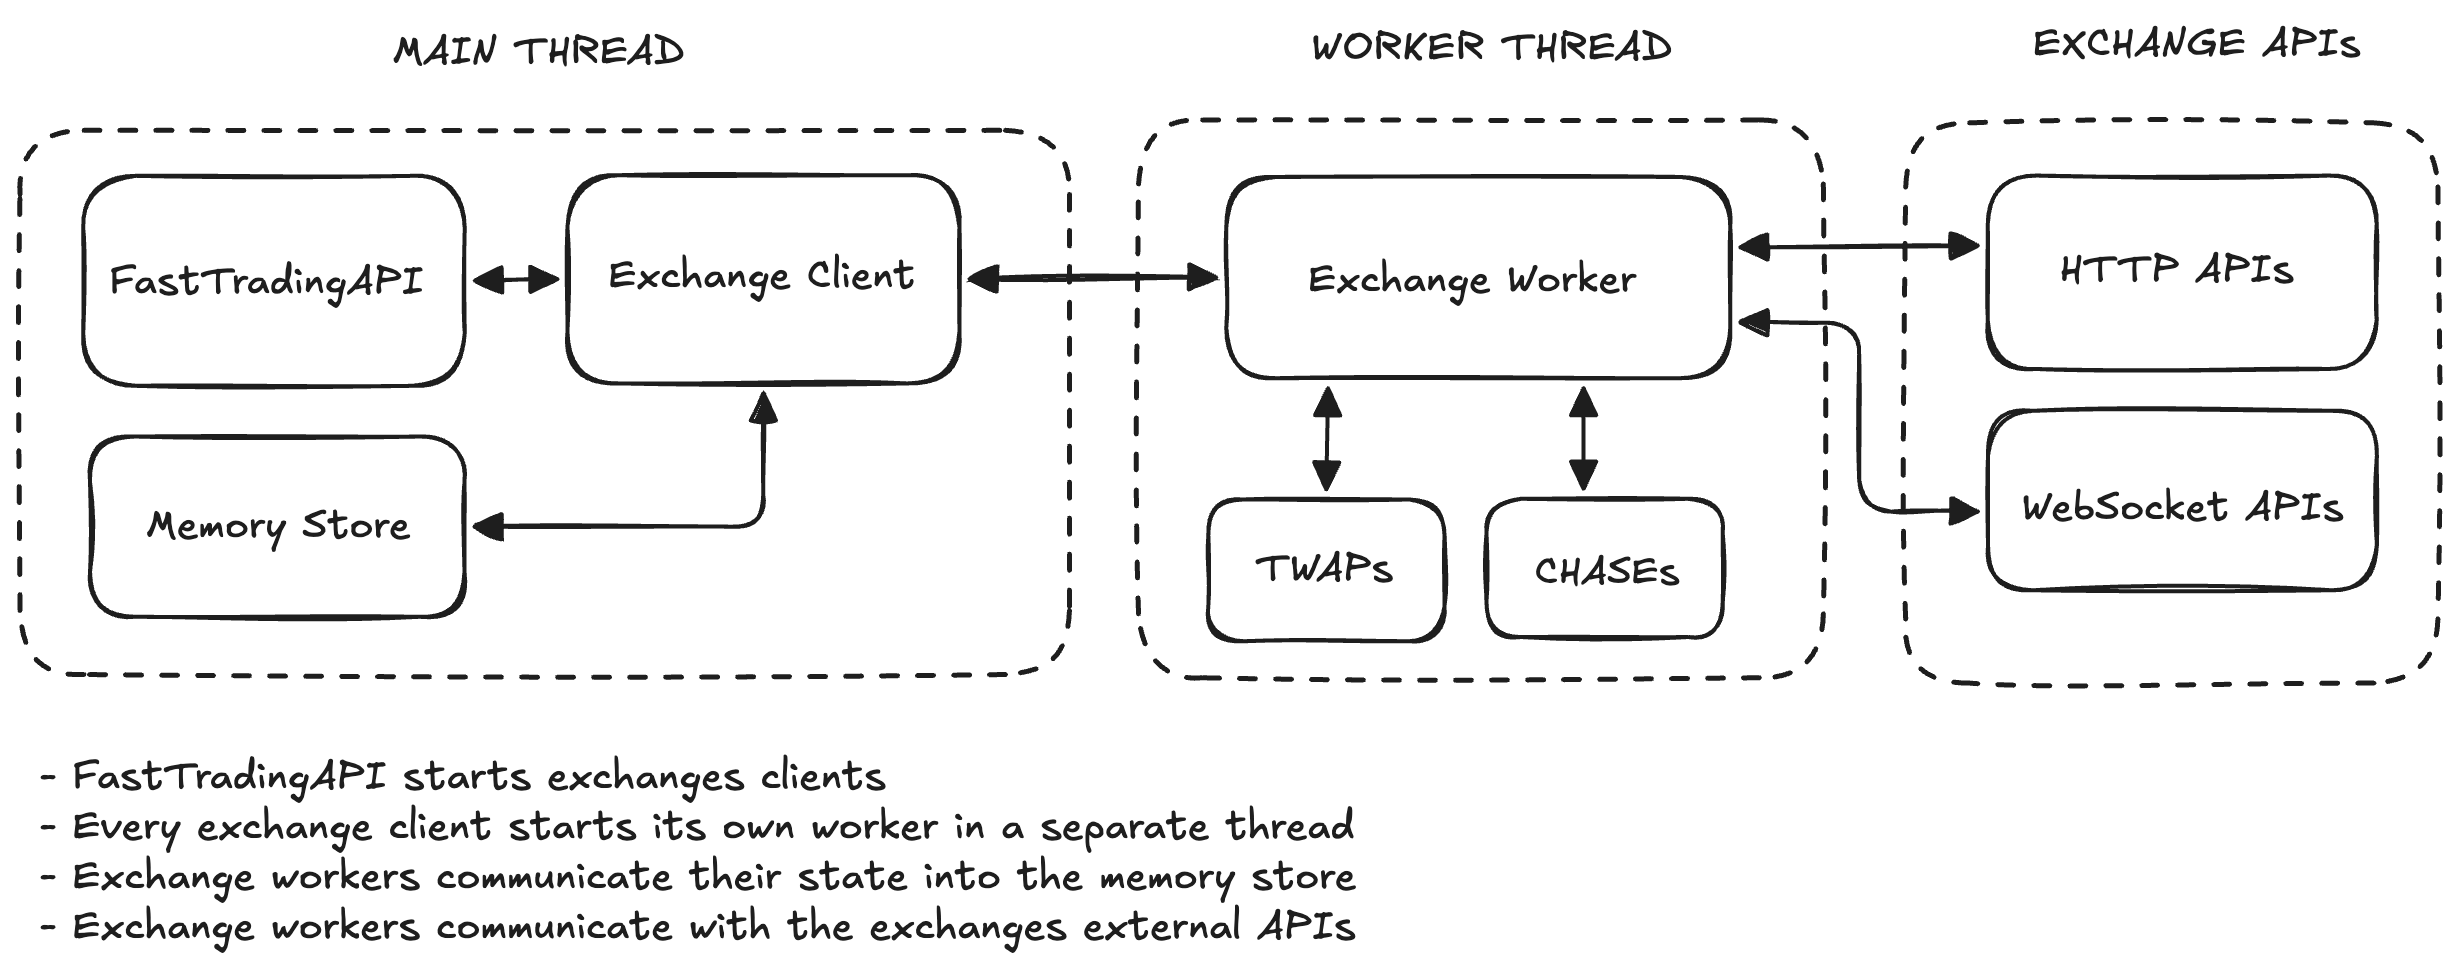 MAIN THREAD
WORKER THREAD
EXCHANGE APIs
FastTradingAPI
Exchange Client
Exchange Worker
HTTP APIs
Memory Store
TWAPs
CHASEs
WebSocket APIs
- FastTradingAPI starts exchanges clients
- Every exchange client starts its own worker in a separate thread
- Exchange workers communicate their state into the memory store
- Exchange workers communicate with the exchanges external APIs